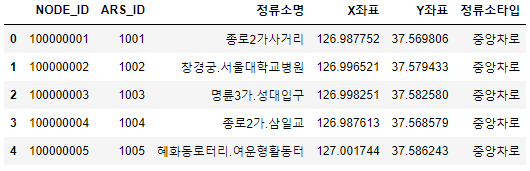 NODE_ID ARS_ID 정류소명 X좌표 Y좌표 정류소타입
0 100000001 1001 종로2가사거리 126.987752 37.569806 중앙차로
1 100000002 1002 창경궁.서울대학교병원 126.996521 37.579433 중앙차로
2 100000003 1003 명륜3가.성대입구 126.998251 37.582580 중앙차로
3 100000004 1004 종로2가.삼일교 126.987613 37.568579 중앙차로
4 100000005 1005 혜화동로터리.여운형활동터 127.001744 37.586243 중앙차로